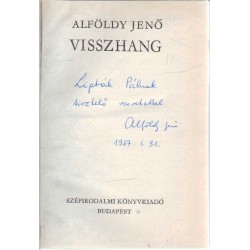 ALFÖLDY JENŐ
VISSZHANG
Lipták Pálnak
tisztelő szeretettel
Alföldy Jenő
1987. I. 31.
SZÉPIRODALMI KÖNYVKIADÓ
BUDAPEST